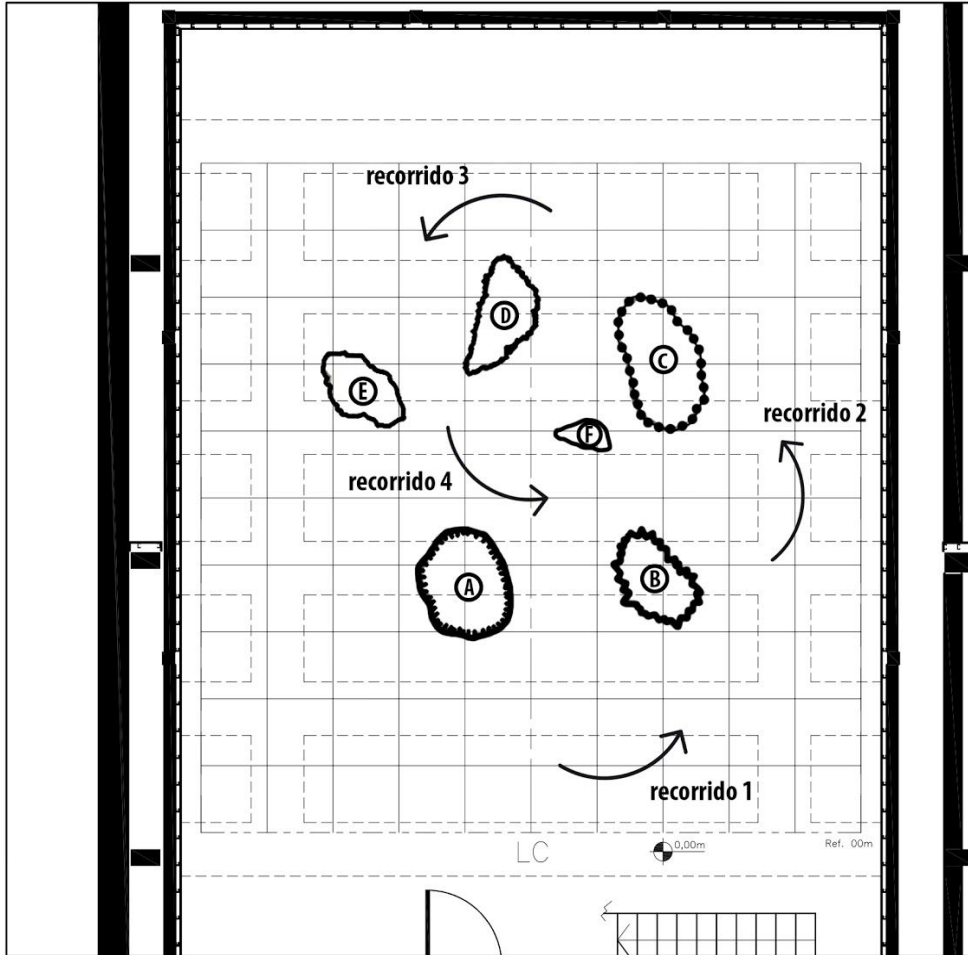 recorrido 3
D
C
E
recorrido 2
F
recorrido 4
B
A
recorrido 1
LC
0,00m
Ref. 00m